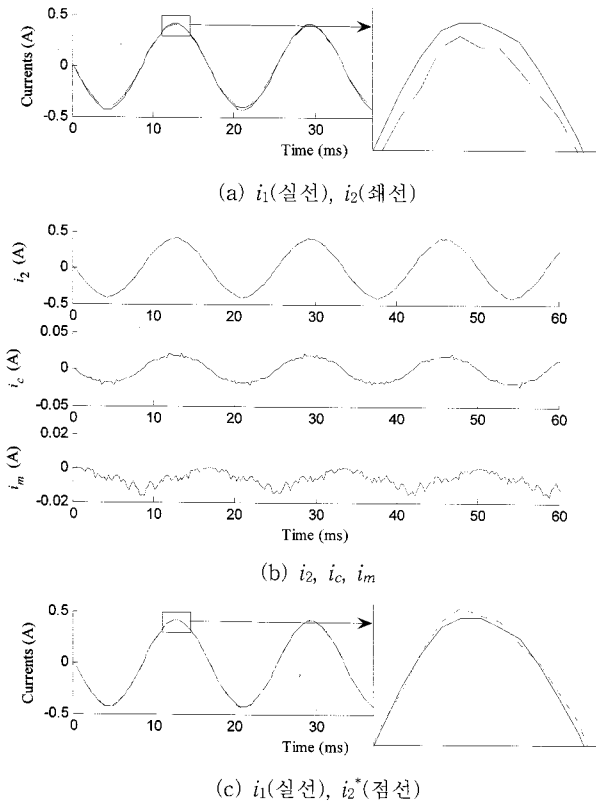 Currents (A)
0.5
0
-0.5
0 10 20 30
Time (ms)
(a) i₁(실선), i₂(쇄선)
i₂ (A)
0.5
0
-0.5
0 10 20 30 40 50 60
i_c (A)
0.05
0
-0.05
0 10 20 30 40 50 60
i_m (A)
0.02
0
-0.02
0 10 20 30 40 50 60
Time (ms)
(b) i₂, i_c, i_m
Currents (A)
0.5
0
-0.5
0 10 20 30
Time (ms)
(c) i₁(실선), i₂*(점선)